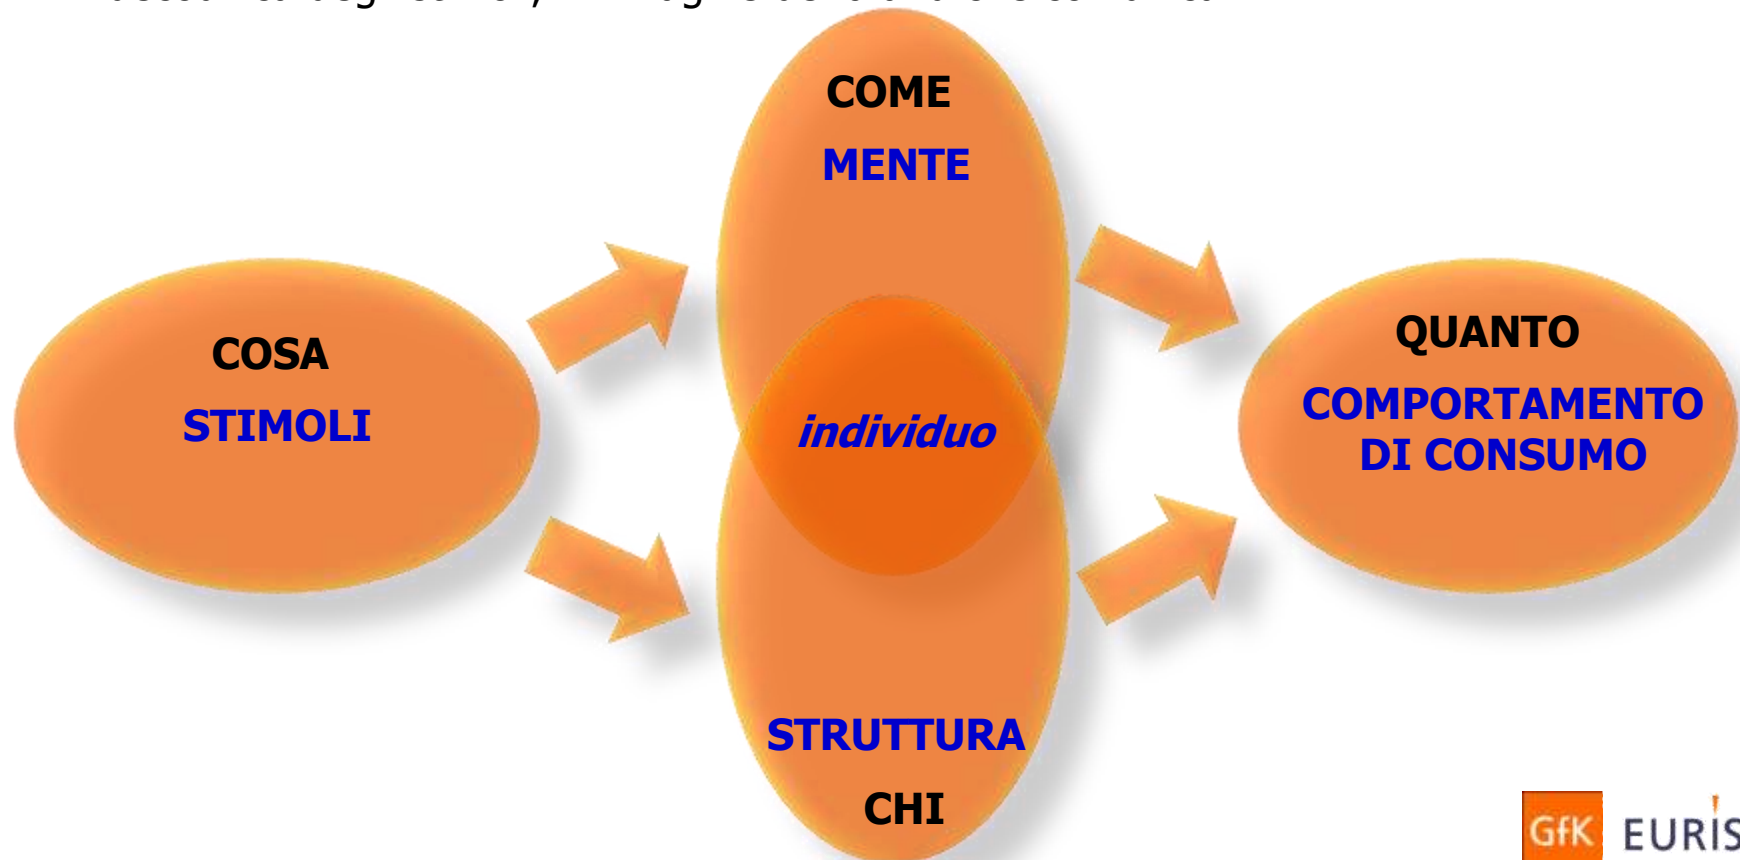 COME
MENTE
COSA
STIMOLI
individuo
QUANTO
COMPORTAMENTO
DI CONSUMO
STRUTTURA
CHI
GfK EURIS